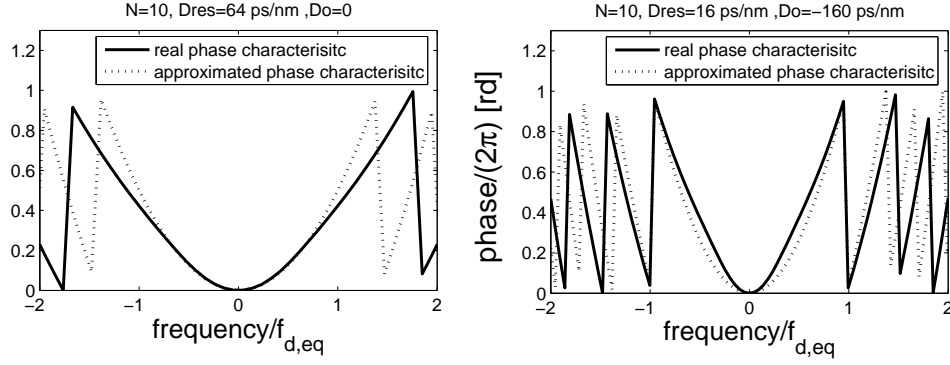 N=10, Dres=64 ps/nm, Do=0
real phase characterisitc
approximated phase characterisitc
1.2
1
0.8
0.6
0.4
0.2
0
−2
−1
0
1
2
frequency/f_{d,eq}
N=10, Dres=16 ps/nm ,Do=−160 ps/nm
real phase characterisitc
approximated phase characterisitc
phase/(2π) [rd]
1.2
1
0.8
0.6
0.4
0.2
0
−2
−1
0
1
2
frequency/f_{d,eq}